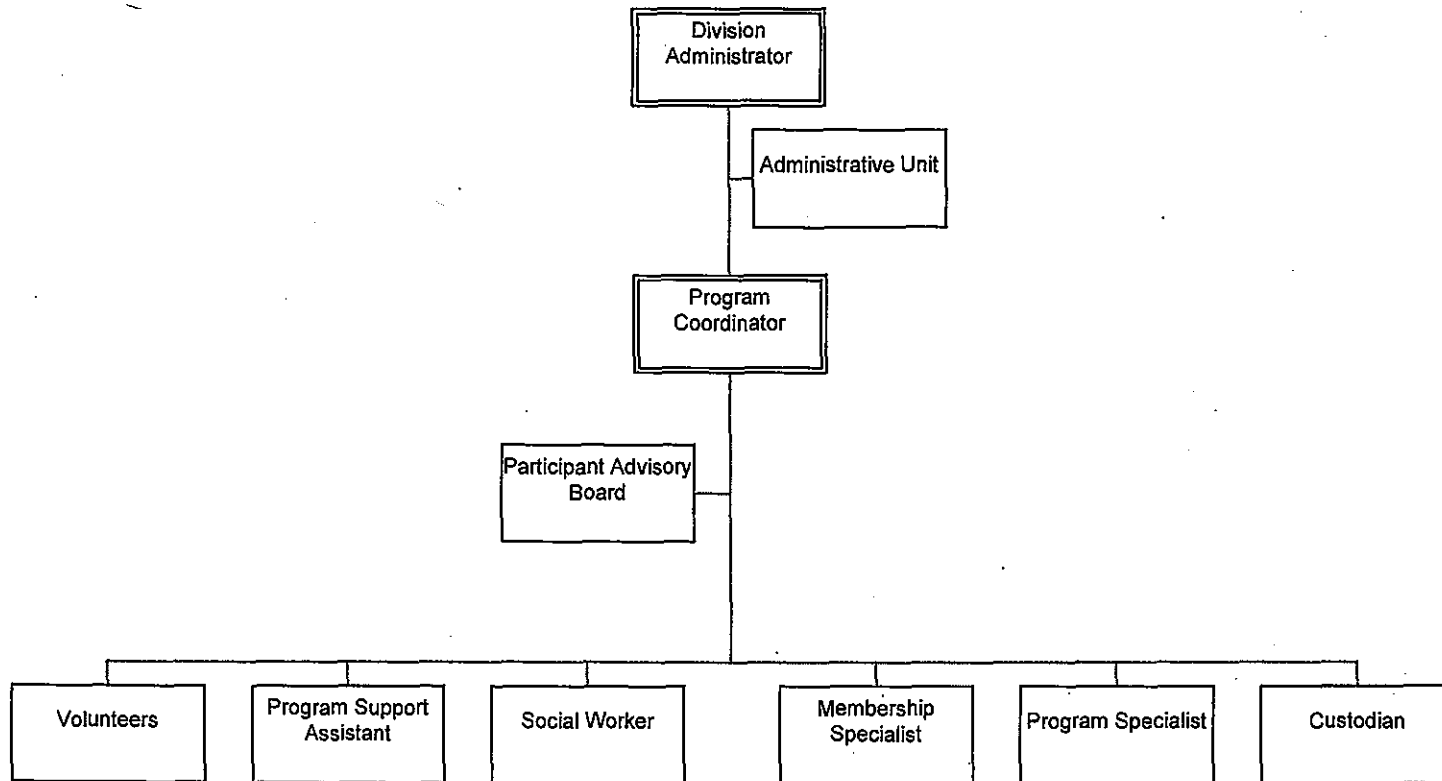 Division
Administrator
Administrative Unit
Program
Coordinator
Participant Advisory
Board
Volunteers
Program Support
Assistant
Social Worker
Membership
Specialist
Program Specialist
Custodian